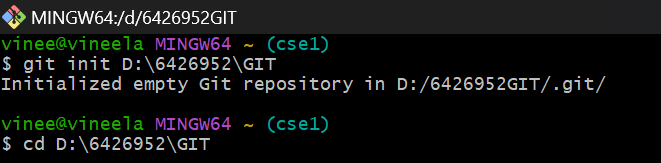 MINGW64:/d/6426952GIT
vinee@vineela MINGW64 ~ (cse1)
$ git init D:\6426952\GIT
Initialized empty Git repository in D:/6426952GIT/.git/
vinee@vineela MINGW64 ~ (cse1)
$ cd D:\6426952\GIT